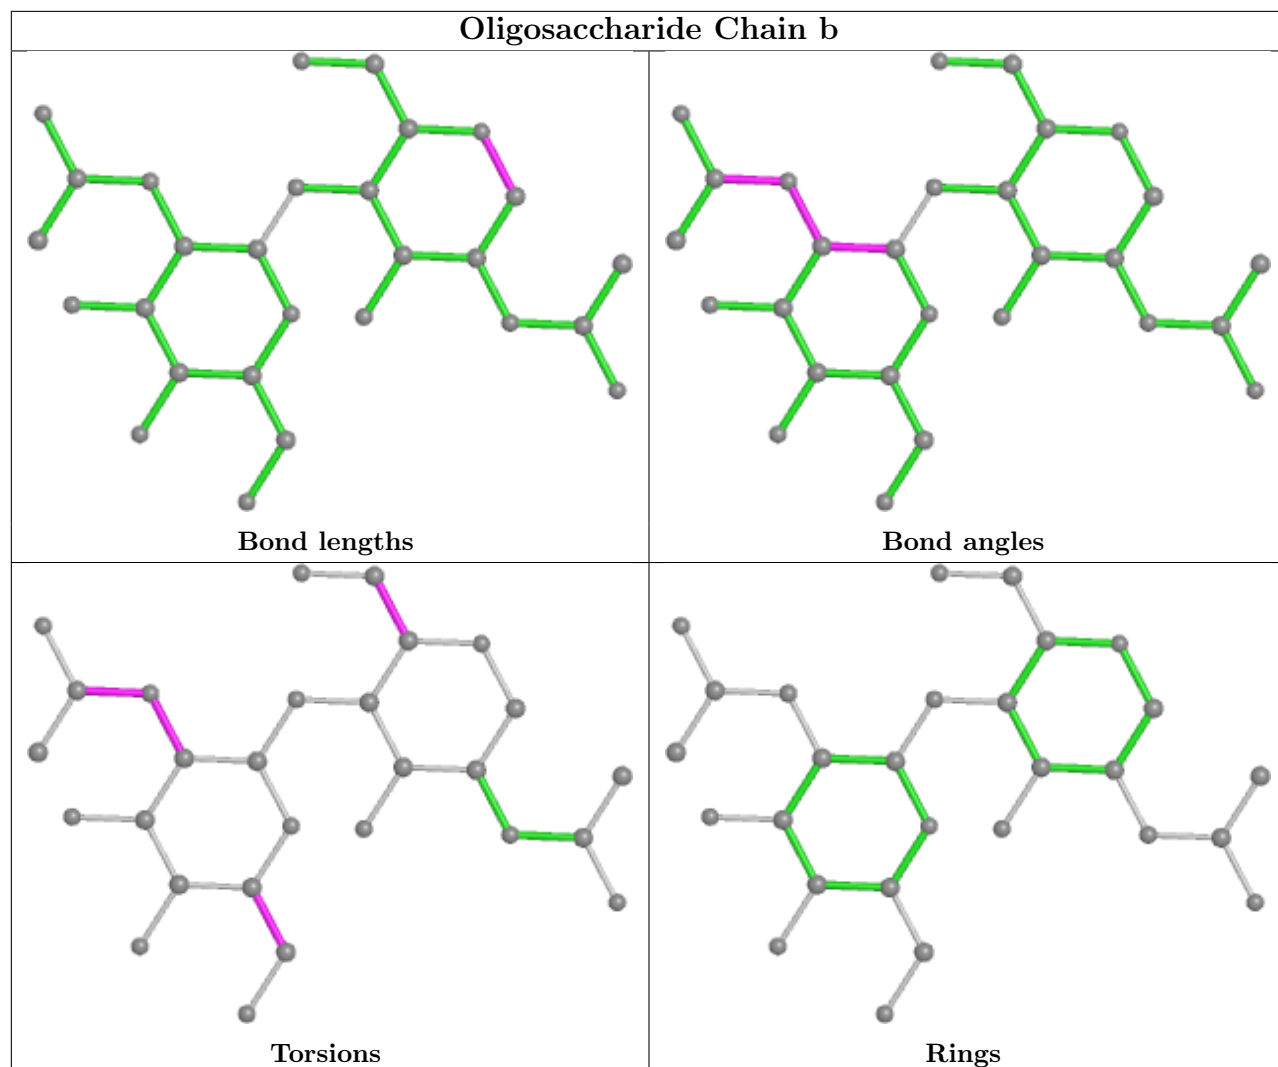 Oligosaccharide Chain b
Bond lengths
Bond angles
Torsions
Rings